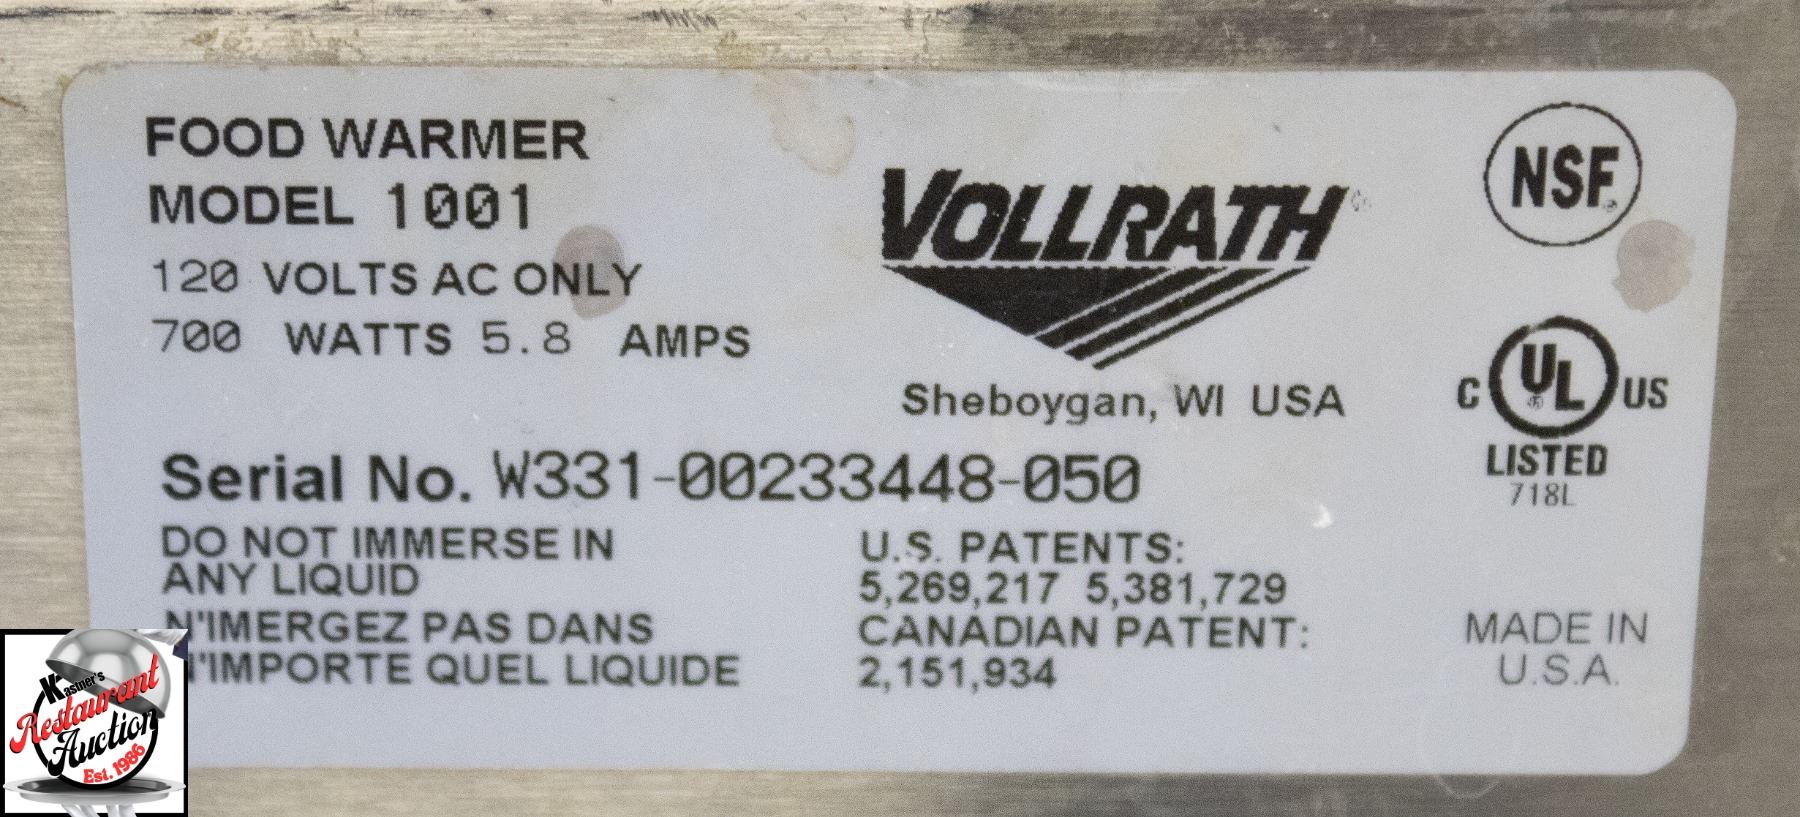 FOOD WARMER
MODEL 1001
120 VOLTS AC ONLY
700 WATTS 5.8 AMPS
VOLLRATH
Sheboygan, WI USA
NSF®
C UL® US
LISTED
718L
Serial No. W331-00233448-050
DO NOT IMMERSE IN
ANY LIQUID
N'IMERGEZ PAS DANS
N'IMPORTE QUEL LIQUIDE
U.S. PATENTS:
5,269,217 5,381,729
CANADIAN PATENT:
2,151,934
MADE IN
U.S.A.
Kastner's
Restaurant
Auction
Est. 1986